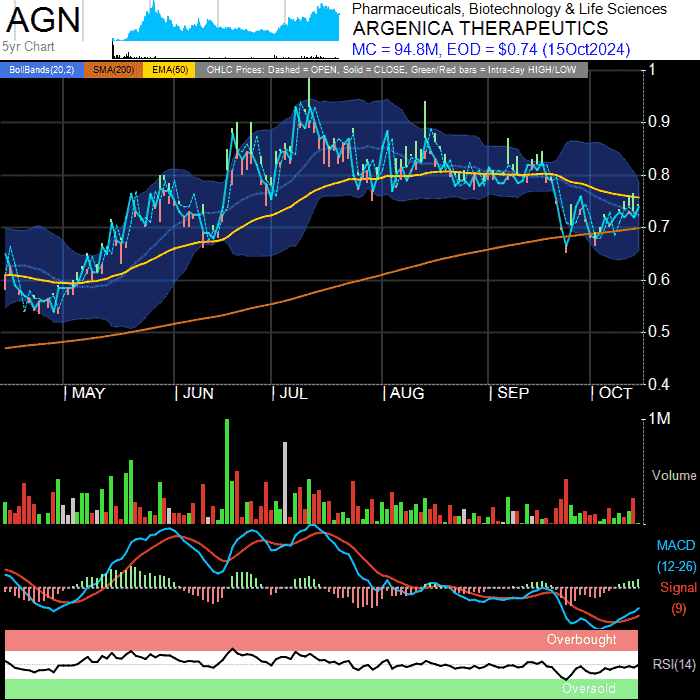 AGN
5yr Chart
Pharmaceuticals, Biotechnology & Life Sciences
ARGENICA THERAPEUTICS
MC = 94.8M, EOD = $0.74 (15Oct2024)
BollBands(20,2) SMA(200) EMA(50) OHLC Prices: Dashed = OPEN, Solid = CLOSE, Green/Red bars = Intra-day HIGH/LOW
1
0.9
0.8
0.7
0.6
0.5
0.4
MAY JUN JUL AUG SEP OCT
1M
Volume
MACD
(12-26)
Signal
(9)
Overbought
RSI(14)
Oversold